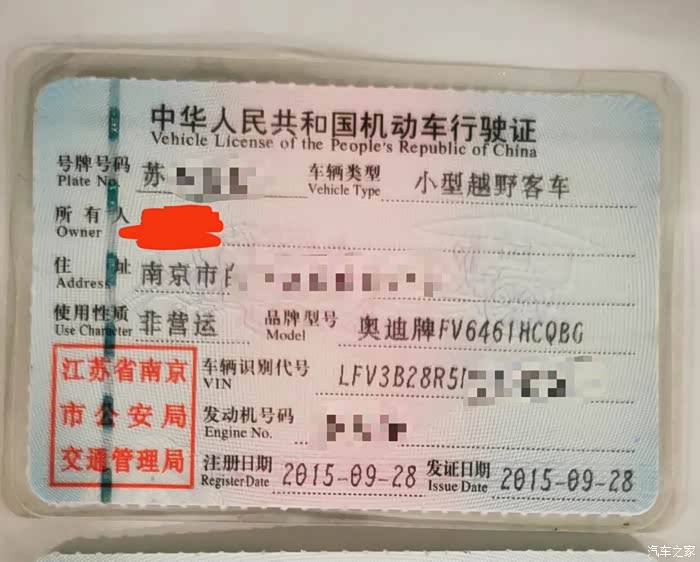 中华人民共和国机动车行驶证
Vehicle License of the People's Republic of China
号牌号码 苏 车辆类型 小型越野客车
Plate No. Vehicle Type
所有人
Owner
住址 南京市
Address
使用性质 非营运 品牌型号 奥迪牌FV6461HCQBG
Use Character Model
江苏省南京
市公安局
交通管理局
车辆识别代号 LFV3B28R5
VIN
发动机号码
Engine No.
注册日期 2015-09-28 发证日期 2015-09-28
Register Date Issue Date
汽车之家